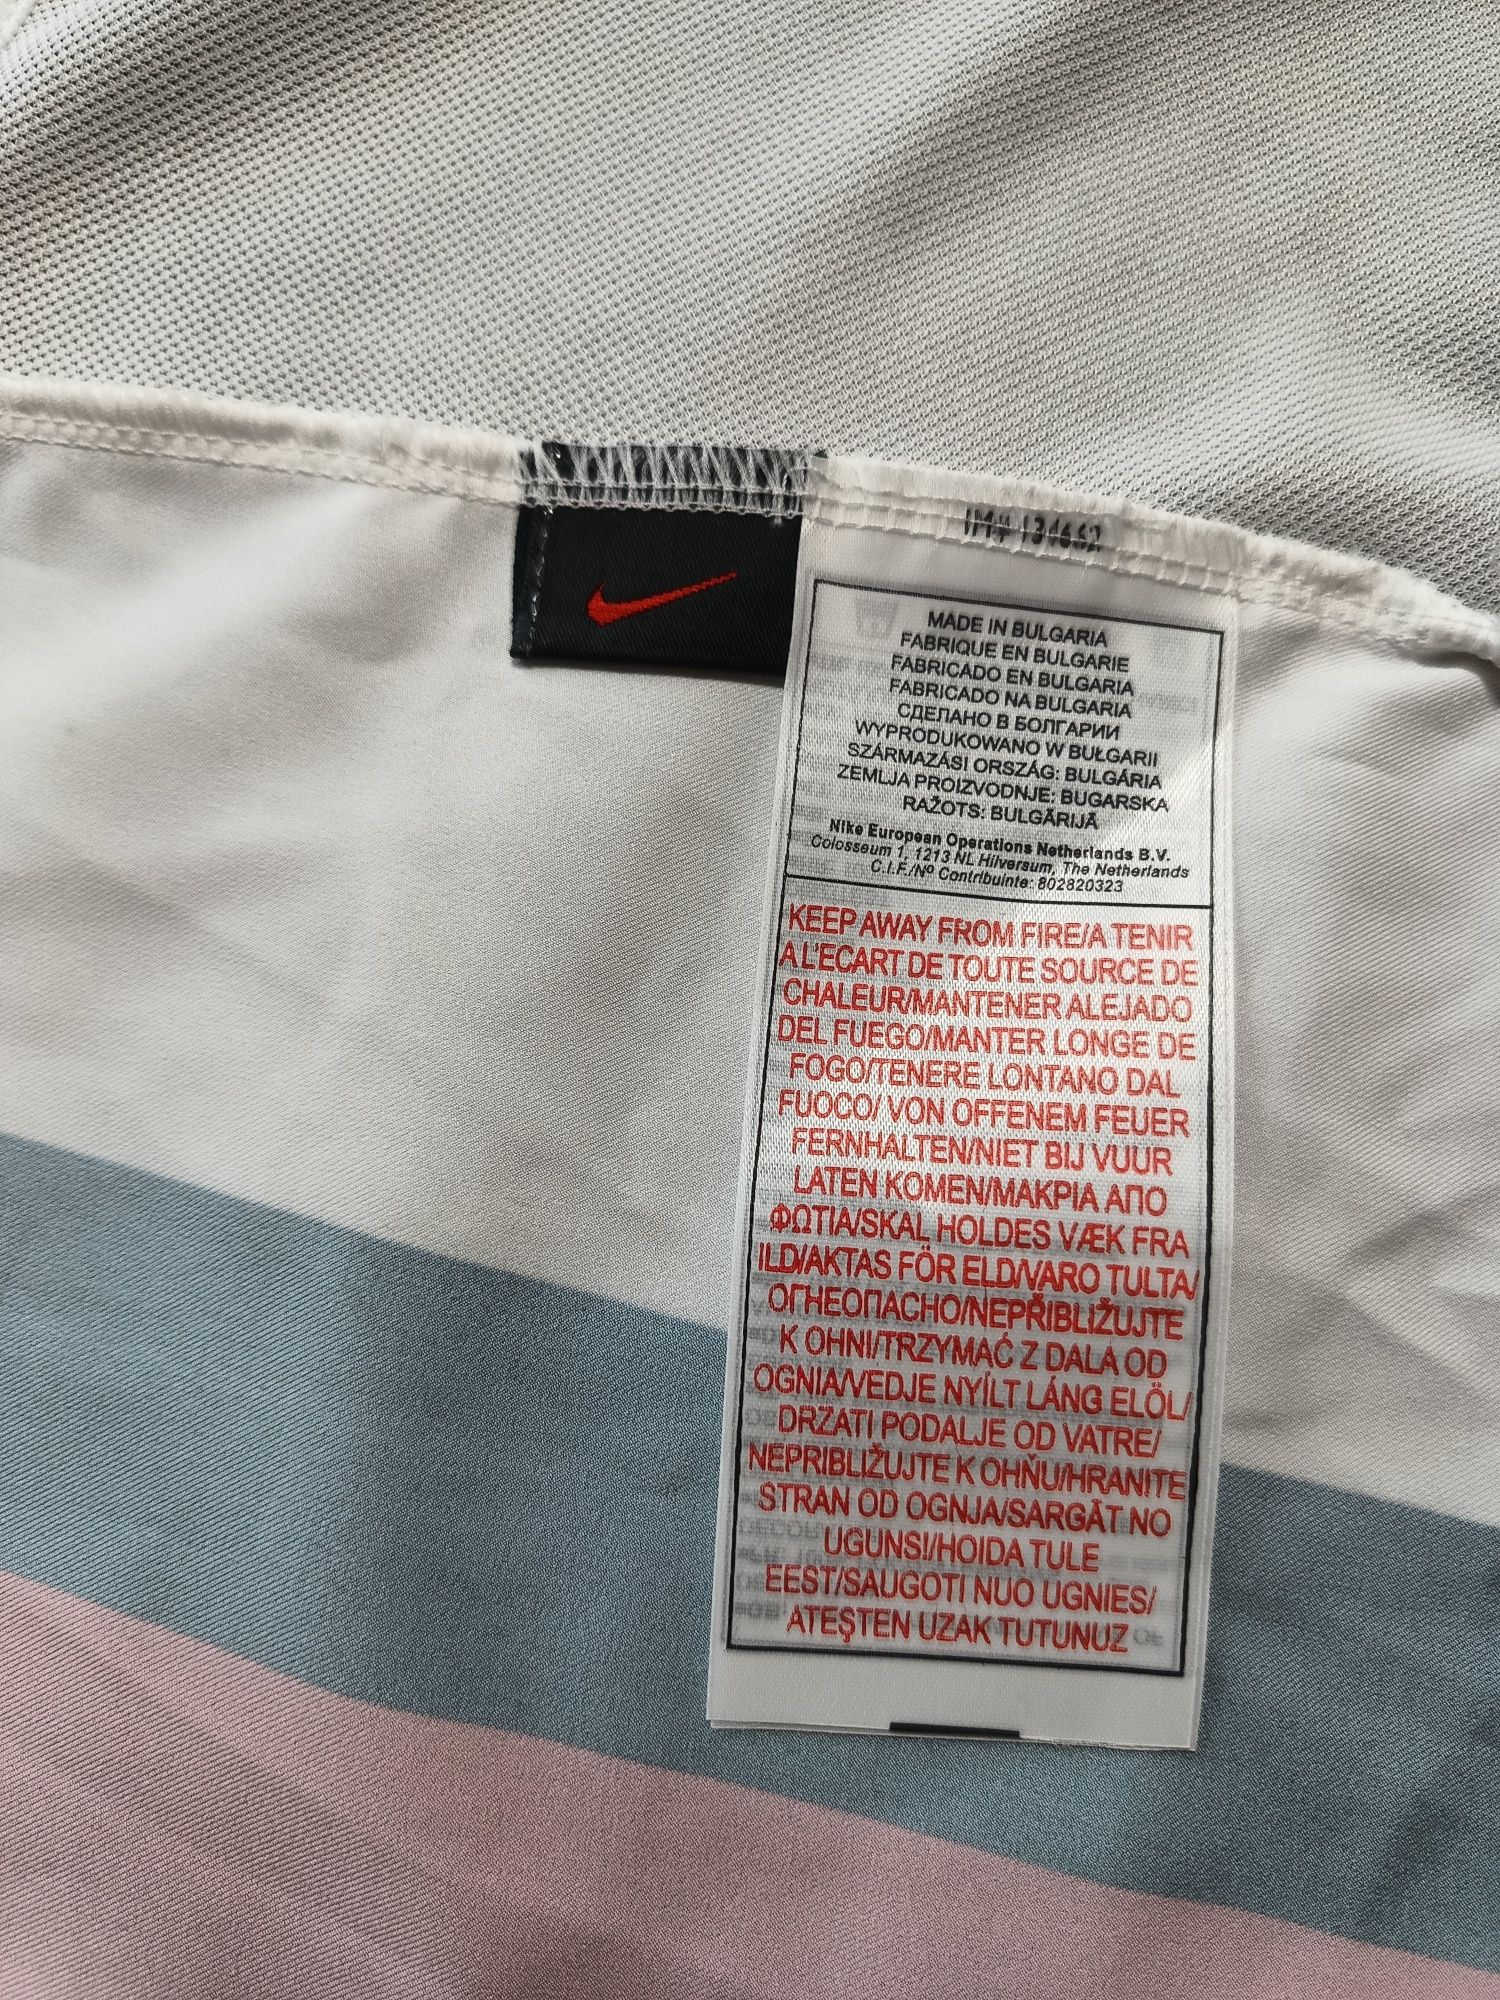 IM# 134662
MADE IN BULGARIA
FABRIQUE EN BULGARIE
FABRICADO EN BULGARIA
FABRICADO NA BULGARIA
СДЕЛАНО В БОЛГАРИИ
WYPRODUKOWANO W BUŁGARII
SZÁRMAZÁSI ORSZÁG: BULGÁRIA
ZEMLJA PROIZVODNJE: BUGARSKA
RAŽOTS: BULGĀRIJĀ
Nike European Operations Netherlands B.V.
Colosseum 1, 1213 NL Hilversum, The Netherlands
C.I.F./Nº Contribuinte: 802820323
KEEP AWAY FROM FIRE/A TENIR
A L'ECART DE TOUTE SOURCE DE
CHALEUR/MANTENER ALEJADO
DEL FUEGO/MANTER LONGE DE
FOGO/TENERE LONTANO DAL
FUOCO/ VON OFFENEM FEUER
FERNHALTEN/NIET BIJ VUUR
LATEN KOMEN/ΜΑΚΡΙΑ ΑΠΟ
ΦΩΤΙΑ/SKAL HOLDES VÆK FRA
ILD/AKTAS FÖR ELD/VARO TULTA/
ОГНЕОПАСНО/NEPŘIBLIŽUJTE
K OHNI/TRZYMAĆ Z DALA OD
OGNIA/VEDJE NYÍLT LÁNG ELÖL/
DRZATI PODALJE OD VATRE/
NEPRIBLIŽUJTE K OHŇU/HRANITE
STRAN OD OGNJA/SARGĀT NO
UGUNS!/HOIDA TULE
EEST/SAUGOTI NUO UGNIES/
ATEŞTEN UZAK TUTUNUZ